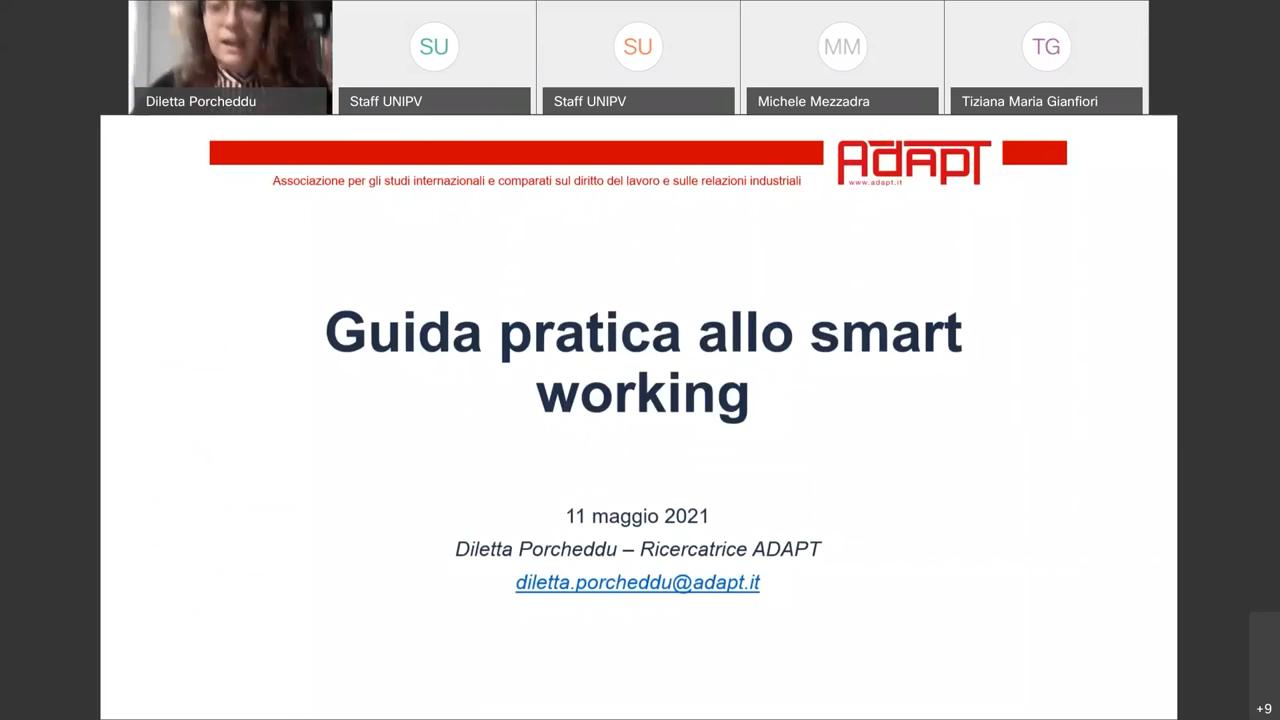 SU
SU
MM
TG
Diletta Porcheddu
Staff UNIPV
Staff UNIPV
Michele Mezzadra
Tiziana Maria Gianfiori
Associazione per gli studi internazionali e comparati sul diritto del lavoro e sulle relazioni industriali
ADAPT
www.adapt.it
Guida pratica allo smart
working
11 maggio 2021
Diletta Porcheddu – Ricercatrice ADAPT
diletta.porcheddu@adapt.it
+9